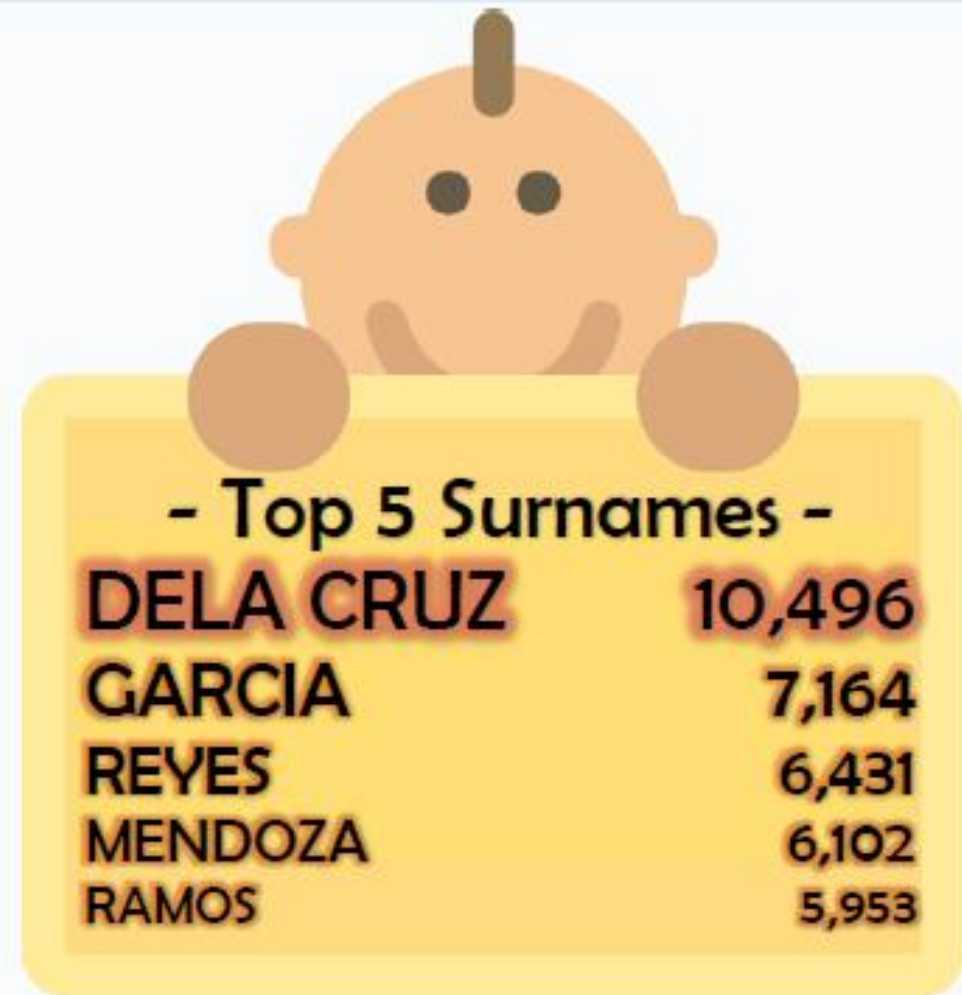 - Top 5 Surnames -
DELA CRUZ 10,496
GARCIA 7,164
REYES 6,431
MENDOZA 6,102
RAMOS 5,953